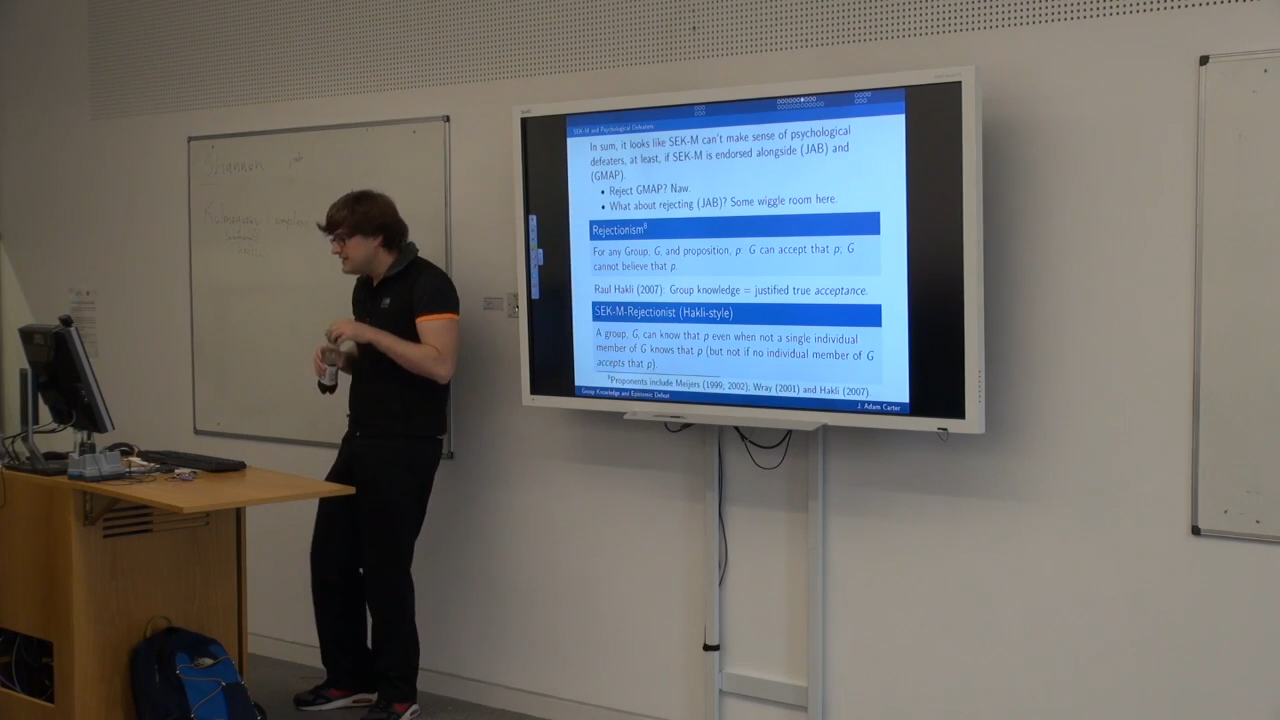 Shannon
SEK-M and Psychological Defeaters
In sum, it looks like SEK-M can't make sense of psychological
defeaters, at least, if SEK-M is endorsed alongside (JAB) and
(GMAP).
• Reject GMAP? Naw.
• What about rejecting (JAB)? Some wiggle room here.
Rejectionism⁸
For any Group, G, and proposition, p: G can accept that p; G
cannot believe that p.
Raul Hakli (2007): Group knowledge = justified true acceptance.
SEK-M-Rejectionist (Hakli-style)
A group, G, can know that p even when not a single individual
member of G knows that p (but not if no individual member of G
accepts that p).
⁸Proponents include Meijers (1999; 2002); Wray (2001) and Hakli (2007).
Group Knowledge and Epistemic Defeat
J. Adam Carter